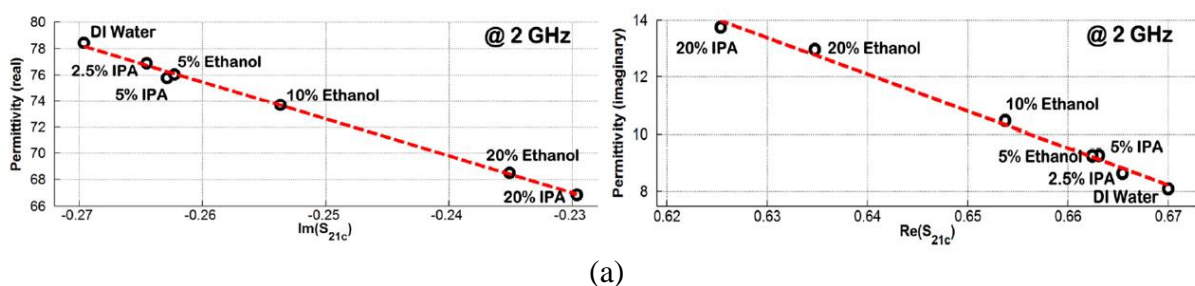 80
78
76
74
72
70
68
66
Permittivity (real)
DI Water
@ 2 GHz
2.5% IPA
5% Ethanol
5% IPA
10% Ethanol
20% Ethanol
20% IPA
-0.27
-0.26
-0.25
-0.24
-0.23
Im(S21c)
14
12
10
8
Permittivity (imaginary)
20% IPA
20% Ethanol
@ 2 GHz
10% Ethanol
5% Ethanol
5% IPA
2.5% IPA
DI Water
0.62
0.63
0.64
0.65
0.66
0.67
Re(S21c)
(a)